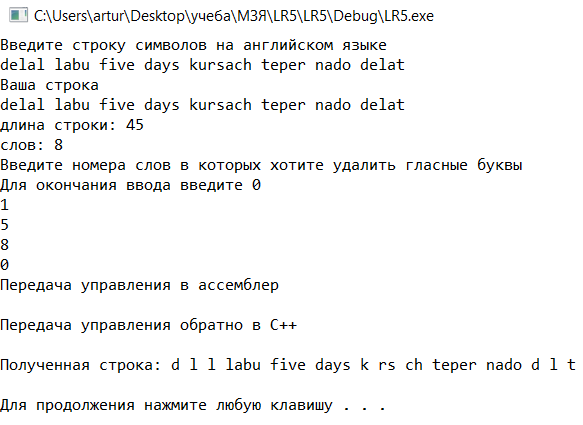 C:\Users\artur\Desktop\учеба\МЗЯ\LR5\LR5\Debug\LR5.exe
Введите строку символов на английском языке
delal labu five days kursach teper nado delat
Ваша строка
delal labu five days kursach teper nado delat
длина строки: 45
слов: 8
Введите номера слов в которых хотите удалить гласные буквы
Для окончания ввода введите 0
1
5
8
0
Передача управления в ассемблер
Передача управления обратно в C++
Полученная строка: d l l labu five days k rs ch teper nado d l t
Для продолжения нажмите любую клавишу . . .